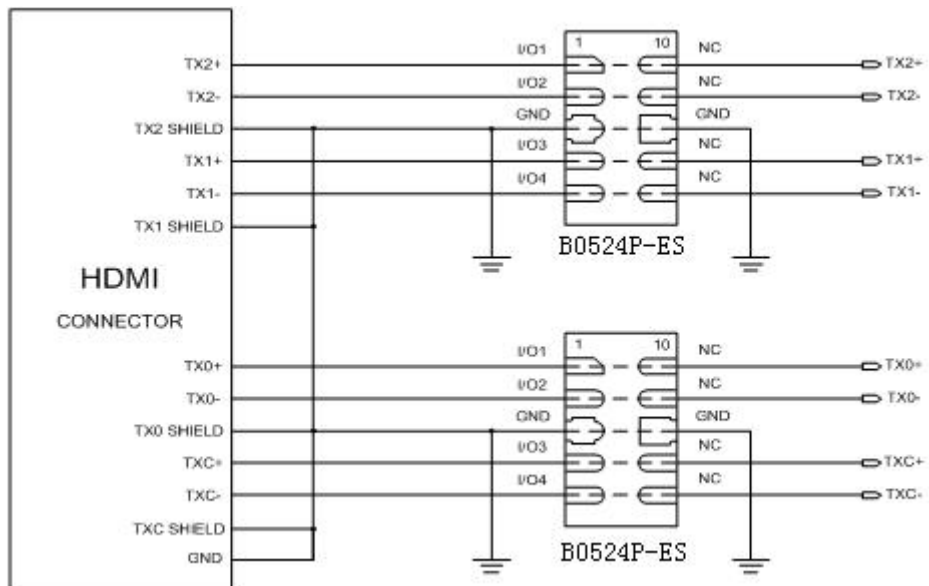 I/O1 1 10 NC
TX2+ TX2+
I/O2 NC
TX2- TX2-
GND GND
TX2 SHIELD
I/O3 NC
TX1+ TX1+
I/O4 NC
TX1- TX1-
TX1 SHIELD
B0524P-ES
HDMI
CONNECTOR
I/O1 1 10 NC
TX0+ TX0+
I/O2 NC
TX0- TX0-
GND GND
TX0 SHIELD
I/O3 NC
TXC+ TXC+
I/O4 NC
TXC- TXC-
TXC SHIELD
GND
B0524P-ES